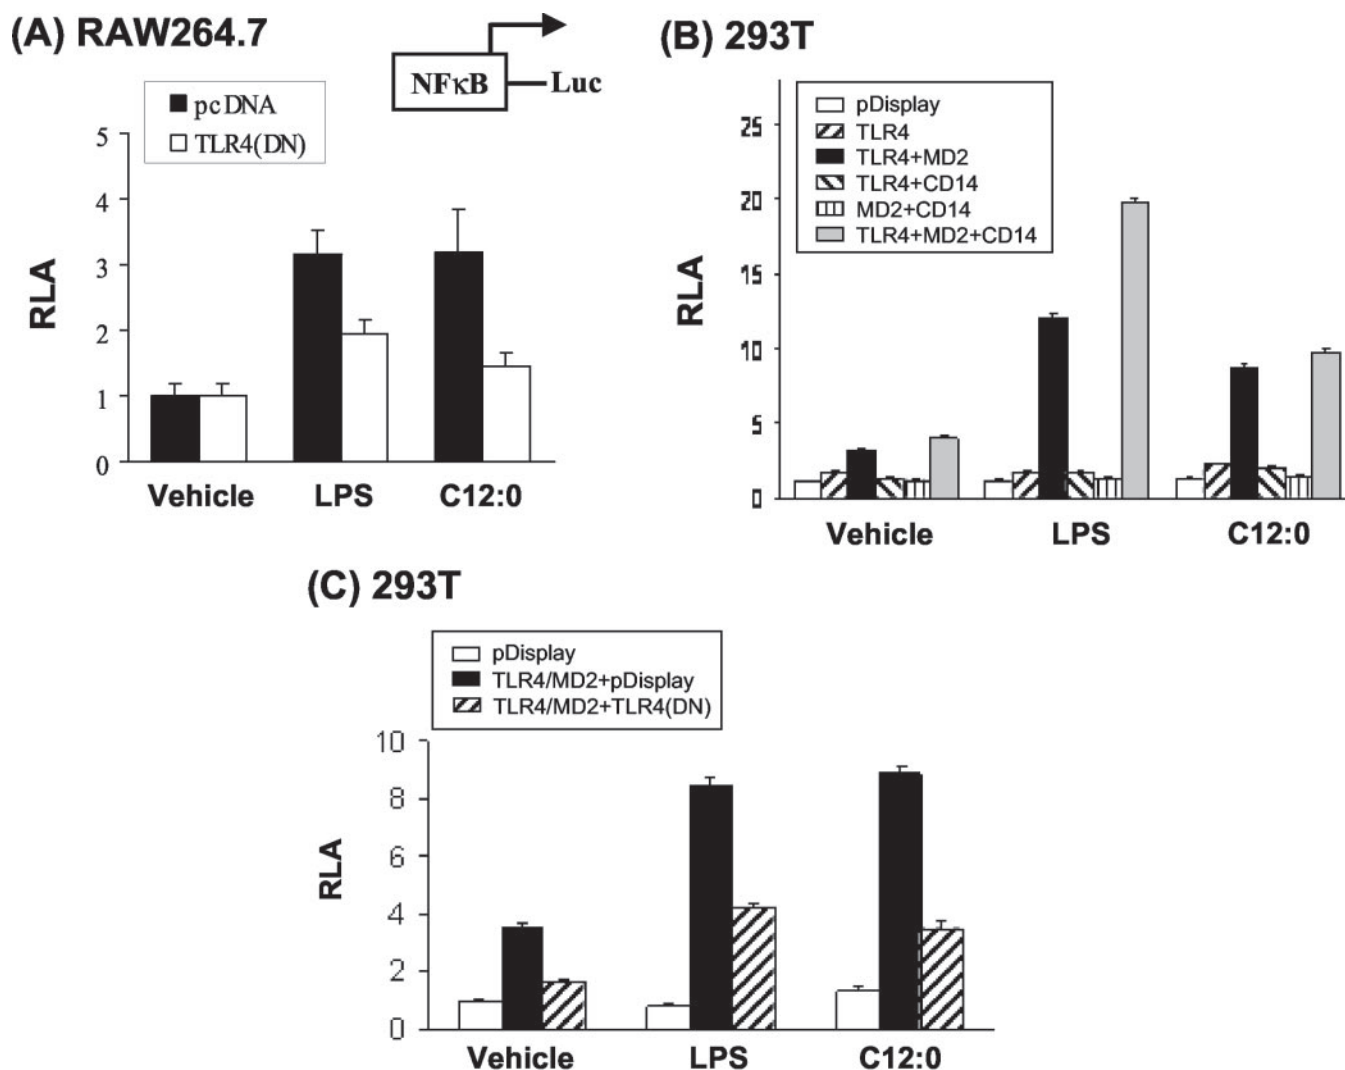 (A) RAW264.7
NFκB
Luc
pcDNA
TLR4(DN)
5
4
3
2
1
0
RLA
Vehicle
LPS
C12:0
(B) 293T
pDisplay
TLR4
TLR4+MD2
TLR4+CD14
MD2+CD14
TLR4+MD2+CD14
25
20
15
10
5
0
RLA
Vehicle
LPS
C12:0
(C) 293T
pDisplay
TLR4/MD2+pDisplay
TLR4/MD2+TLR4(DN)
10
8
6
4
2
0
RLA
Vehicle
LPS
C12:0